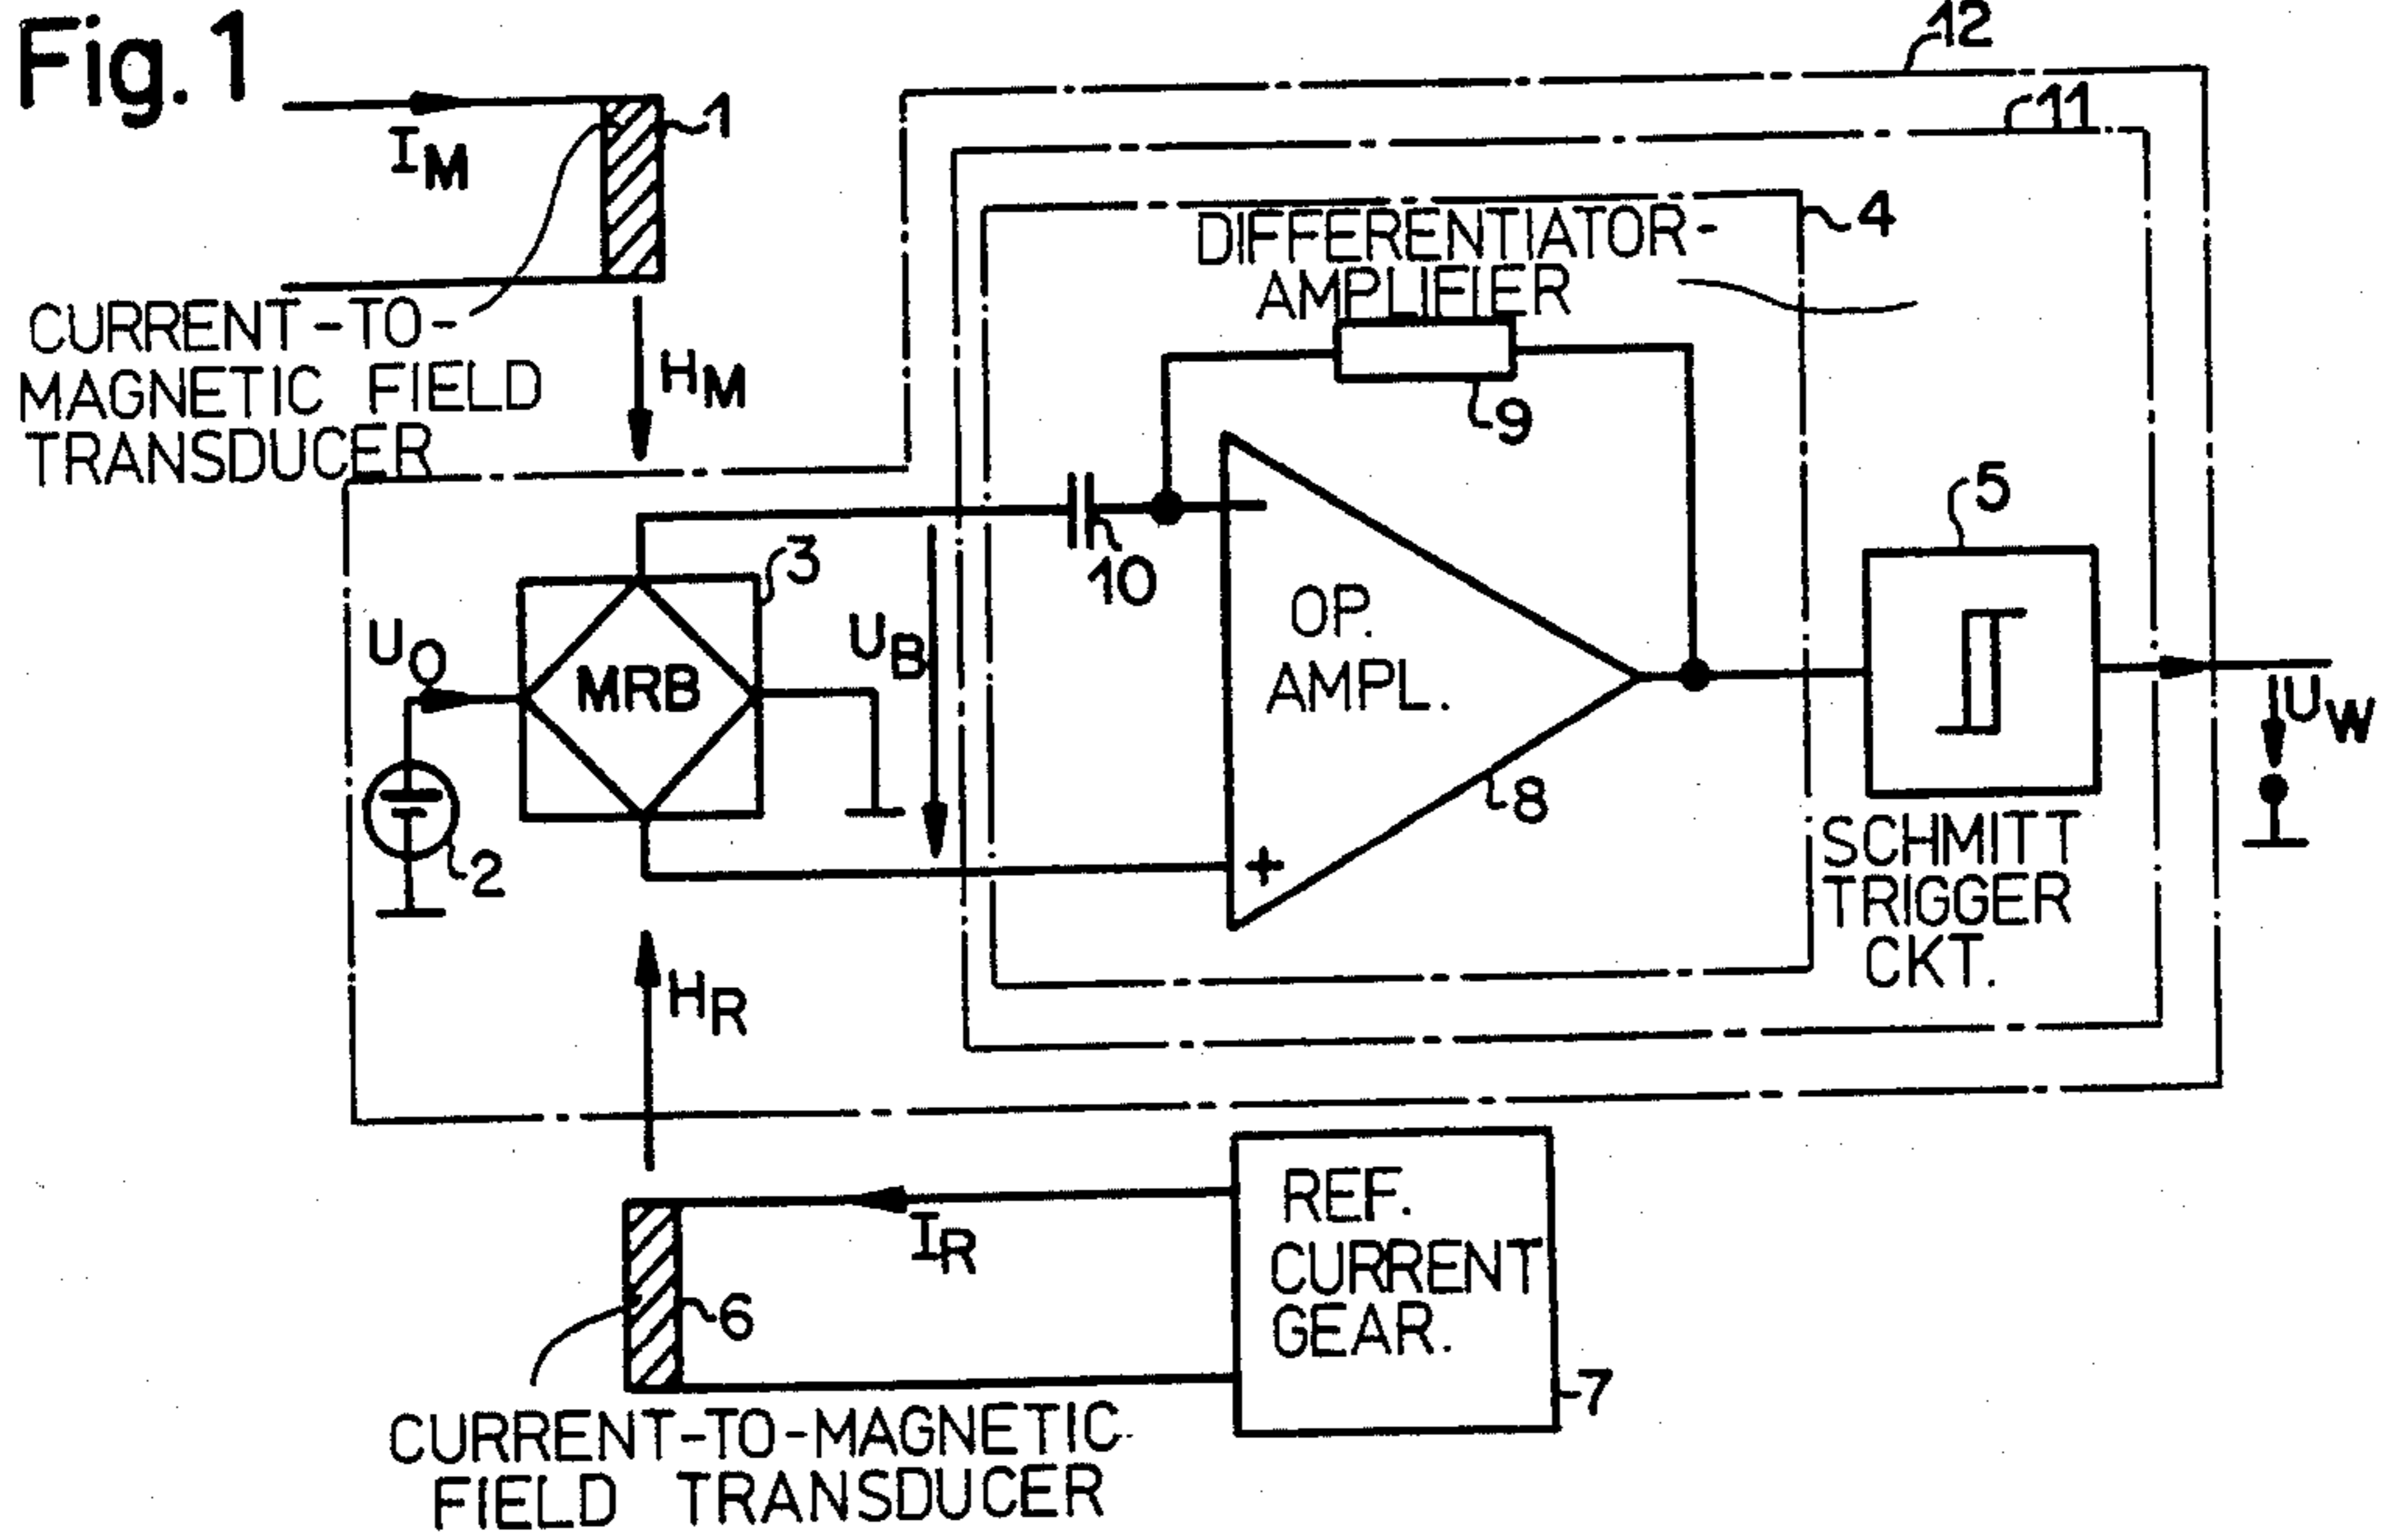 Fig.1
12
11
1
I_M
4
DIFFERENTIATOR-
AMPLIFIER
CURRENT-TO-
MAGNETIC FIELD
TRANSDUCER
H_M
9
5
10
3
OP.
AMPL.
U_O
MRB
U_B
U_W
8
2
+
SCHMITT
TRIGGER
CKT.
H_R
REF.
CURRENT
GEAR.
I_R
6
7
CURRENT-TO-MAGNETIC
FIELD TRANSDUCER